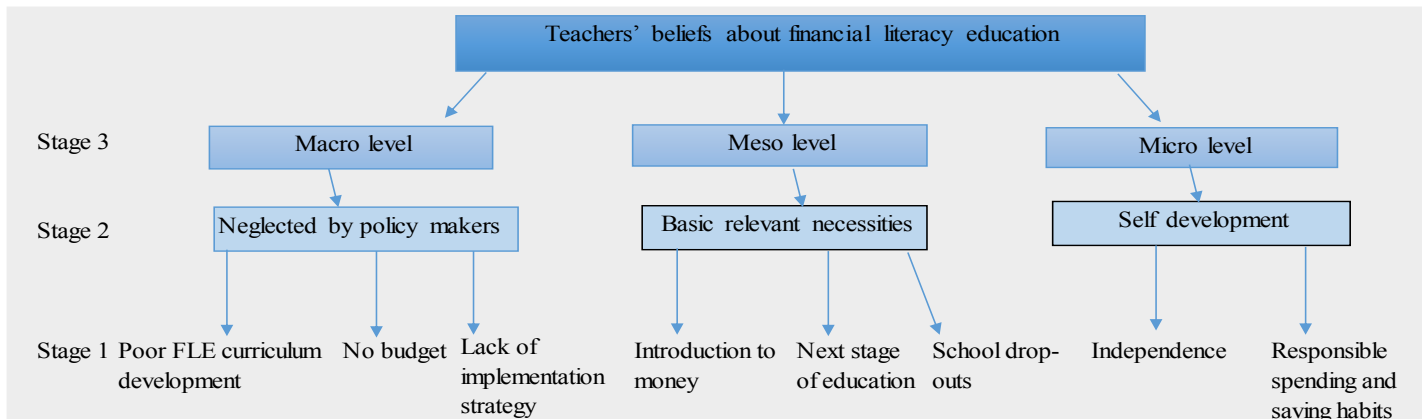 Teachers' beliefs about financial literacy education
Stage 3
Macro level
Meso level
Micro level
Stage 2
Neglected by policy makers
Basic relevant necessities
Self development
Stage 1
Poor FLE curriculum
development
No budget
Lack of
implementation
strategy
Introduction to
money
Next stage
of education
School drop-
outs
Independence
Responsible
spending and
saving habits